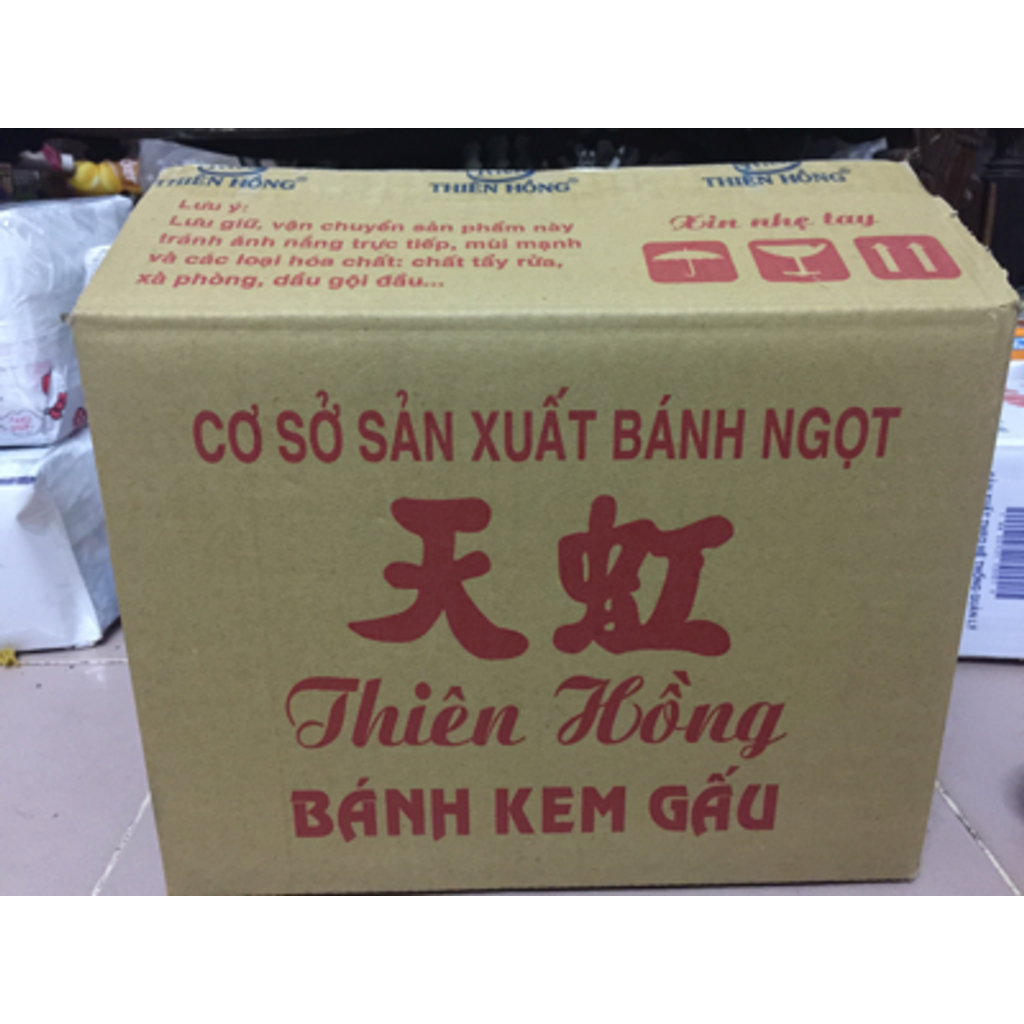 THIÊN HỒNG® THIÊN HỒNG® THIÊN HỒNG®
Lưu ý:
Lưu giữ, vận chuyển sản phẩm này
tránh ánh nắng trực tiếp, mùi mạnh
và các loại hóa chất: chất tẩy rửa,
xà phòng, dầu gội đầu...
Xin nhẹ tay
CƠ SỞ SẢN XUẤT BÁNH NGỌT
天虹
Thiên Hồng
BÁNH KEM GẤU